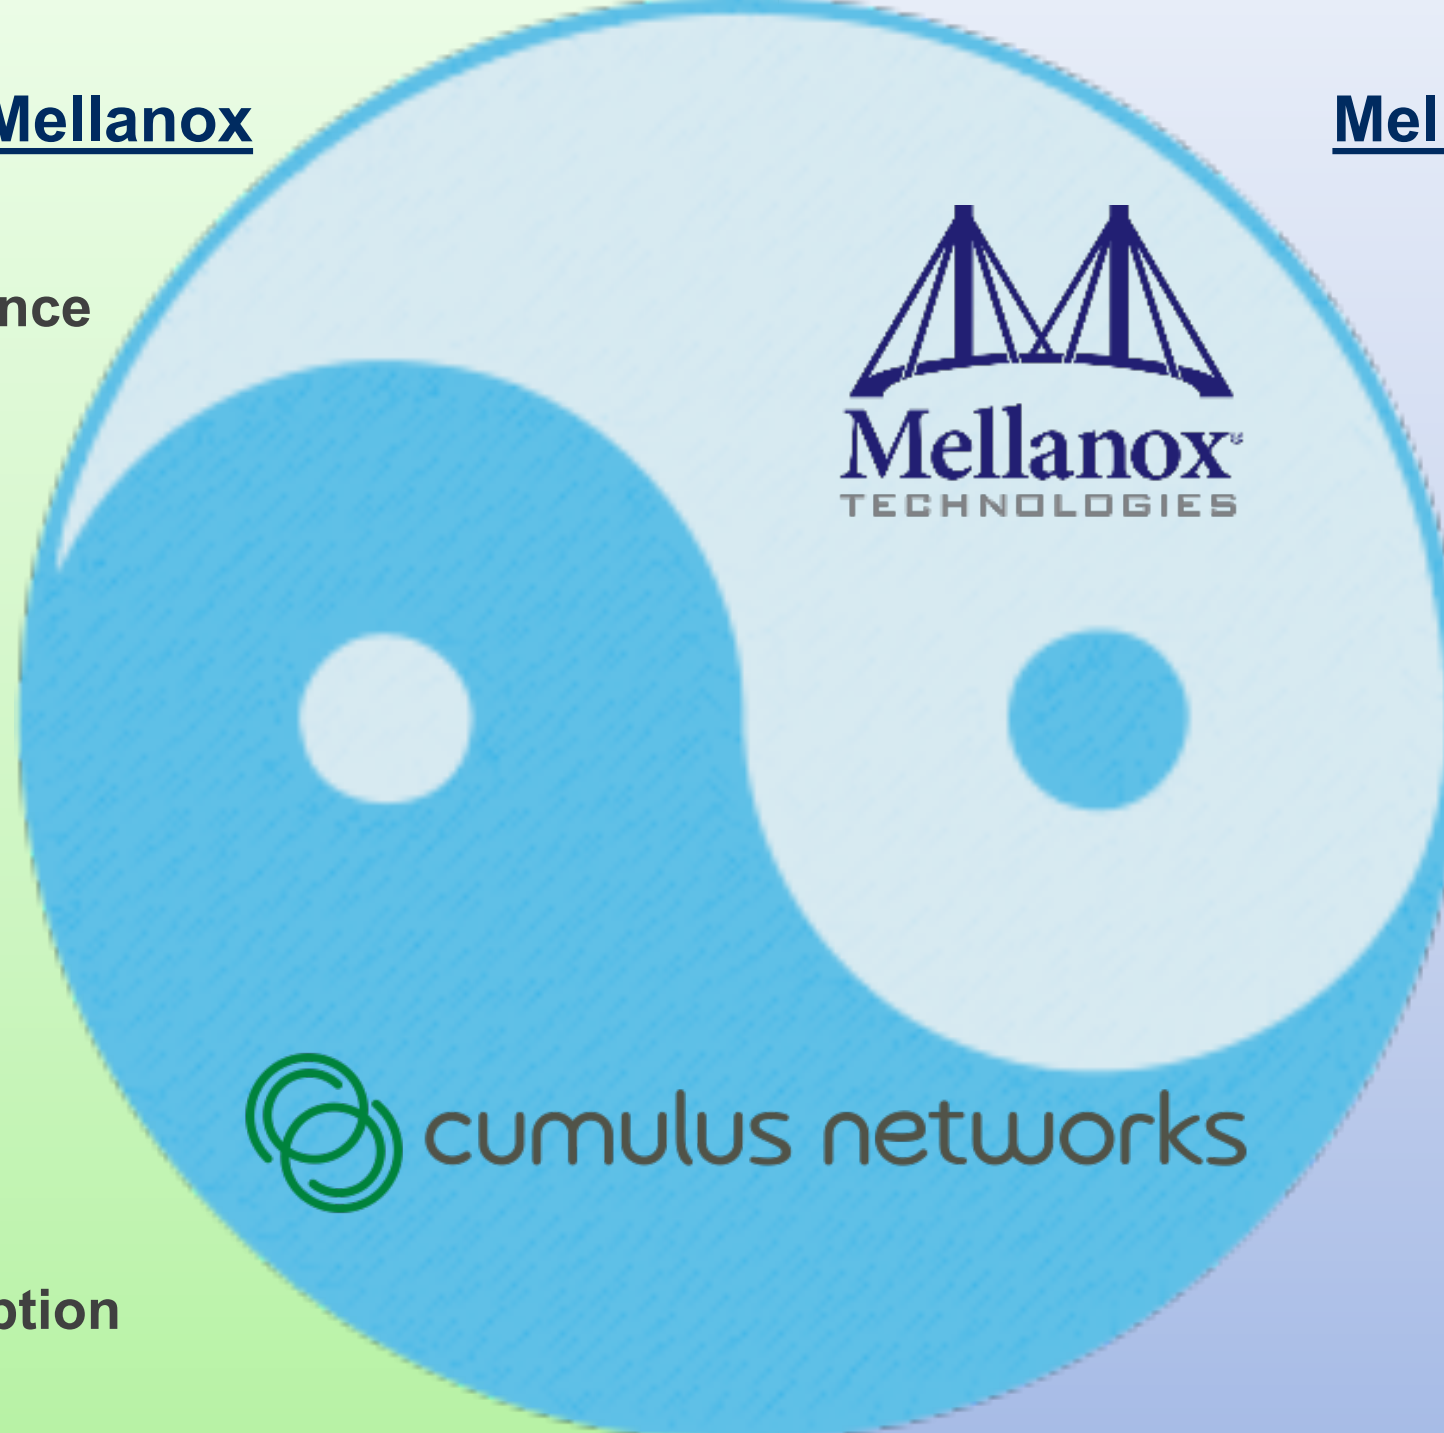 Mellanox
Mel
nce
Mellanox
TECHNOLOGIES
cumulus networks
ption